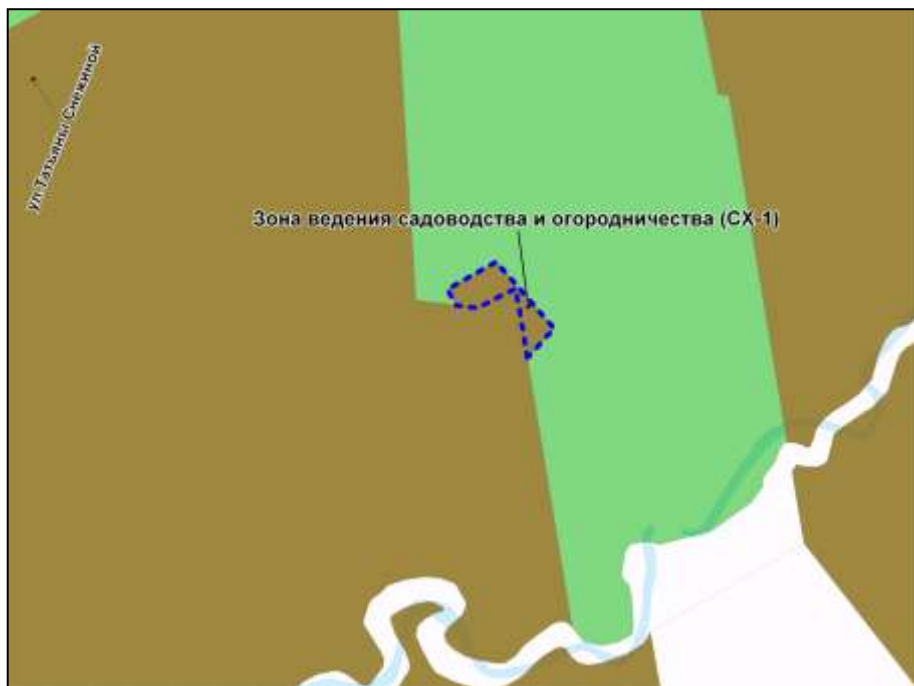 ул Татьяны Снежиной
Зона ведения садоводства и огородничества (СХ-1)